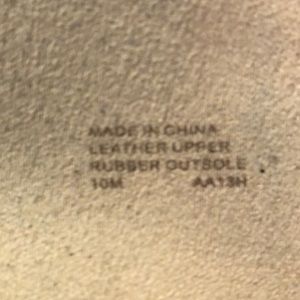 MADE IN CHINA
LEATHER UPPER
RUBBER OUTSOLE
10M AA13H